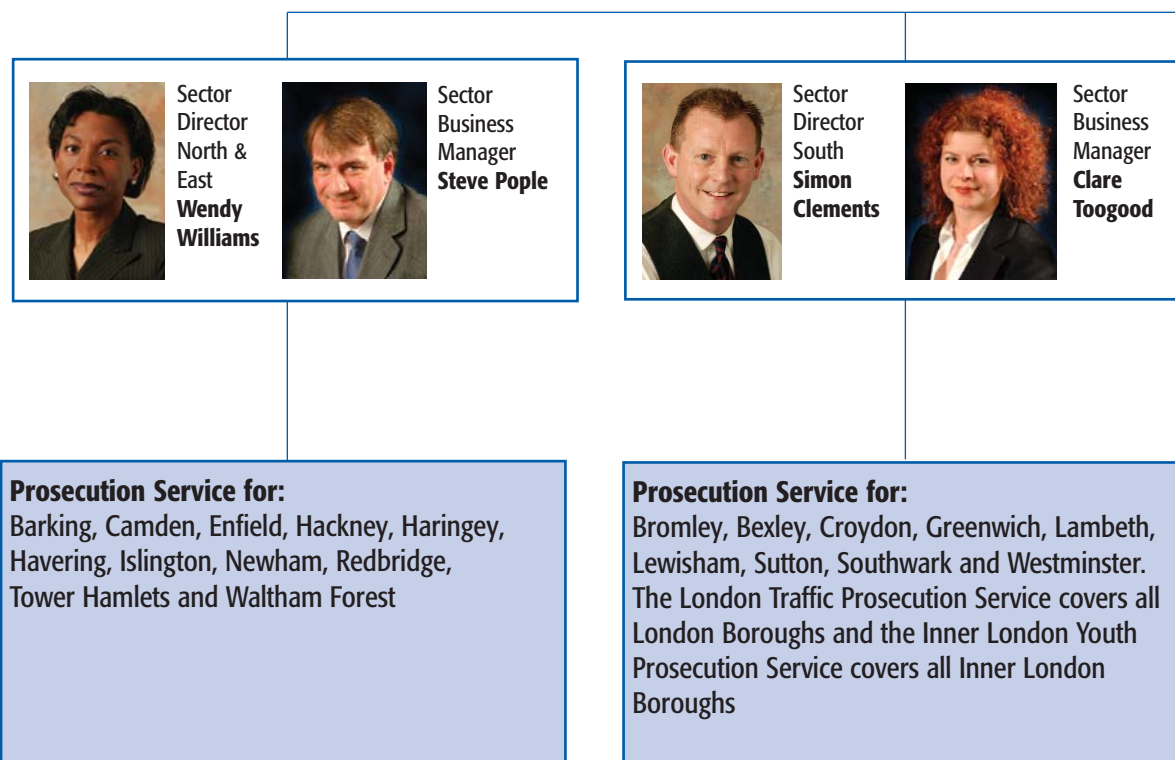 Sector
Director
North &
East
Wendy
Williams
Sector
Business
Manager
Steve Pople
Sector
Director
South
Simon
Clements
Sector
Business
Manager
Clare
Toogood
Prosecution Service for:
Barking, Camden, Enfield, Hackney, Haringey,
Havering, Islington, Newham, Redbridge,
Tower Hamlets and Waltham Forest
Prosecution Service for:
Bromley, Bexley, Croydon, Greenwich, Lambeth,
Lewisham, Sutton, Southwark and Westminster.
The London Traffic Prosecution Service covers all
London Boroughs and the Inner London Youth
Prosecution Service covers all Inner London
Boroughs